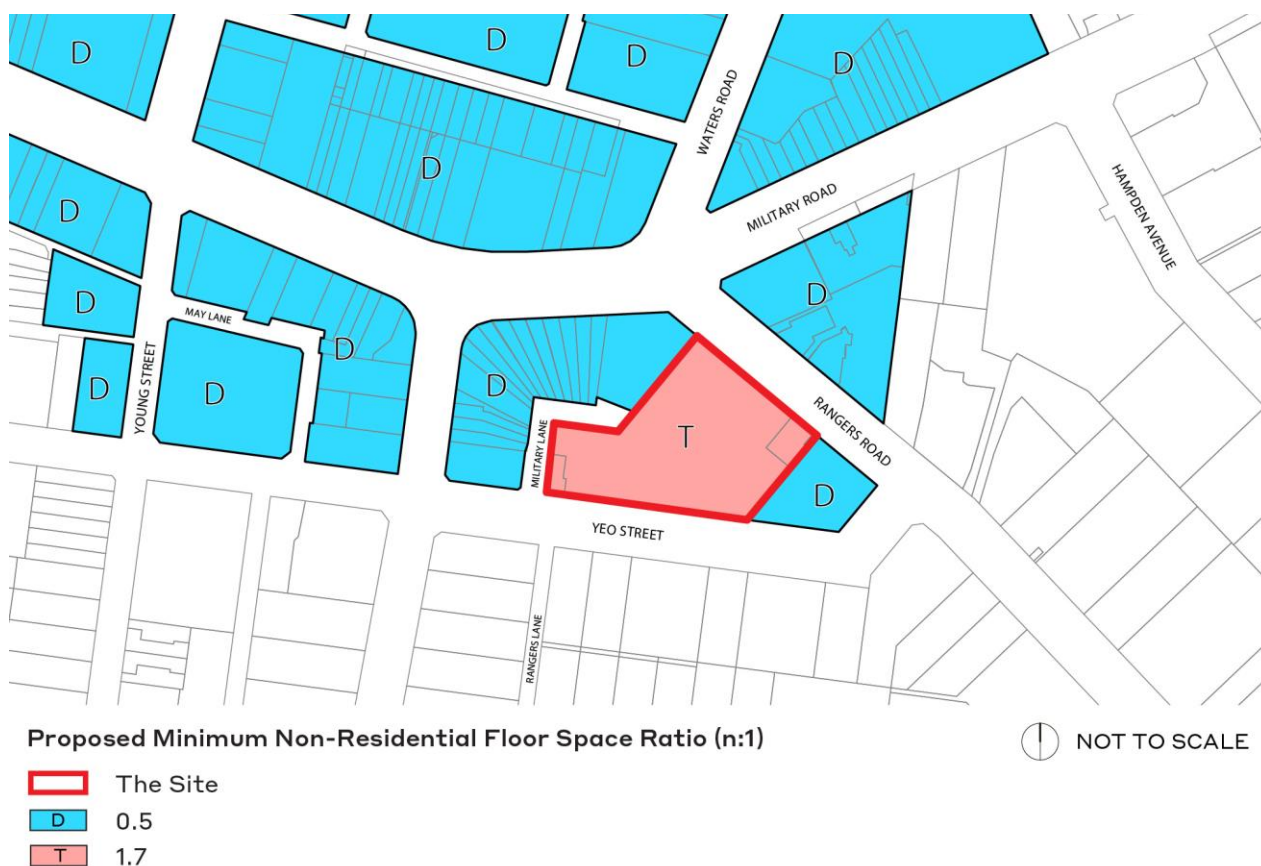 D
D
D
D
WATERS ROAD
D
MILITARY ROAD
HAMPDEN AVENUE
D
D
D
MAY LANE
D
D
D
YOUNG STREET
D
D
MILITARY LANE
T
RANGERS ROAD
D
YEO STREET
RANGERS LANE
Proposed Minimum Non-Residential Floor Space Ratio (n:1)
NOT TO SCALE
The Site
D 0.5
T 1.7